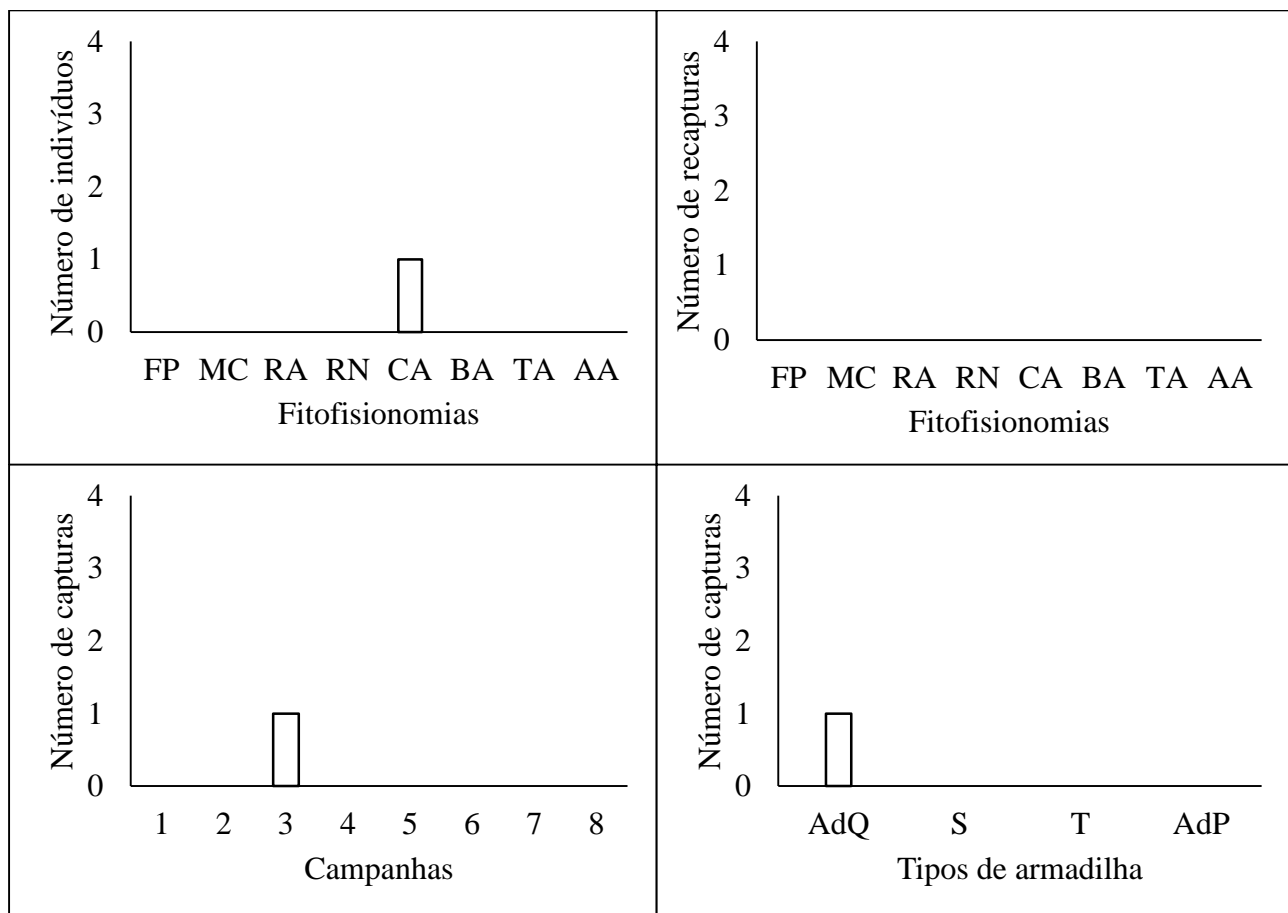 Número de indivíduos
4
3
2
1
0
FP MC RA RN CA BA TA AA
Fitofisionomias
Número de recapturas
4
3
2
1
0
FP MC RA RN CA BA TA AA
Fitofisionomias
Número de capturas
4
3
2
1
0
1 2 3 4 5 6 7 8
Campanhas
Número de capturas
4
3
2
1
0
AdQ S T AdP
Tipos de armadilha